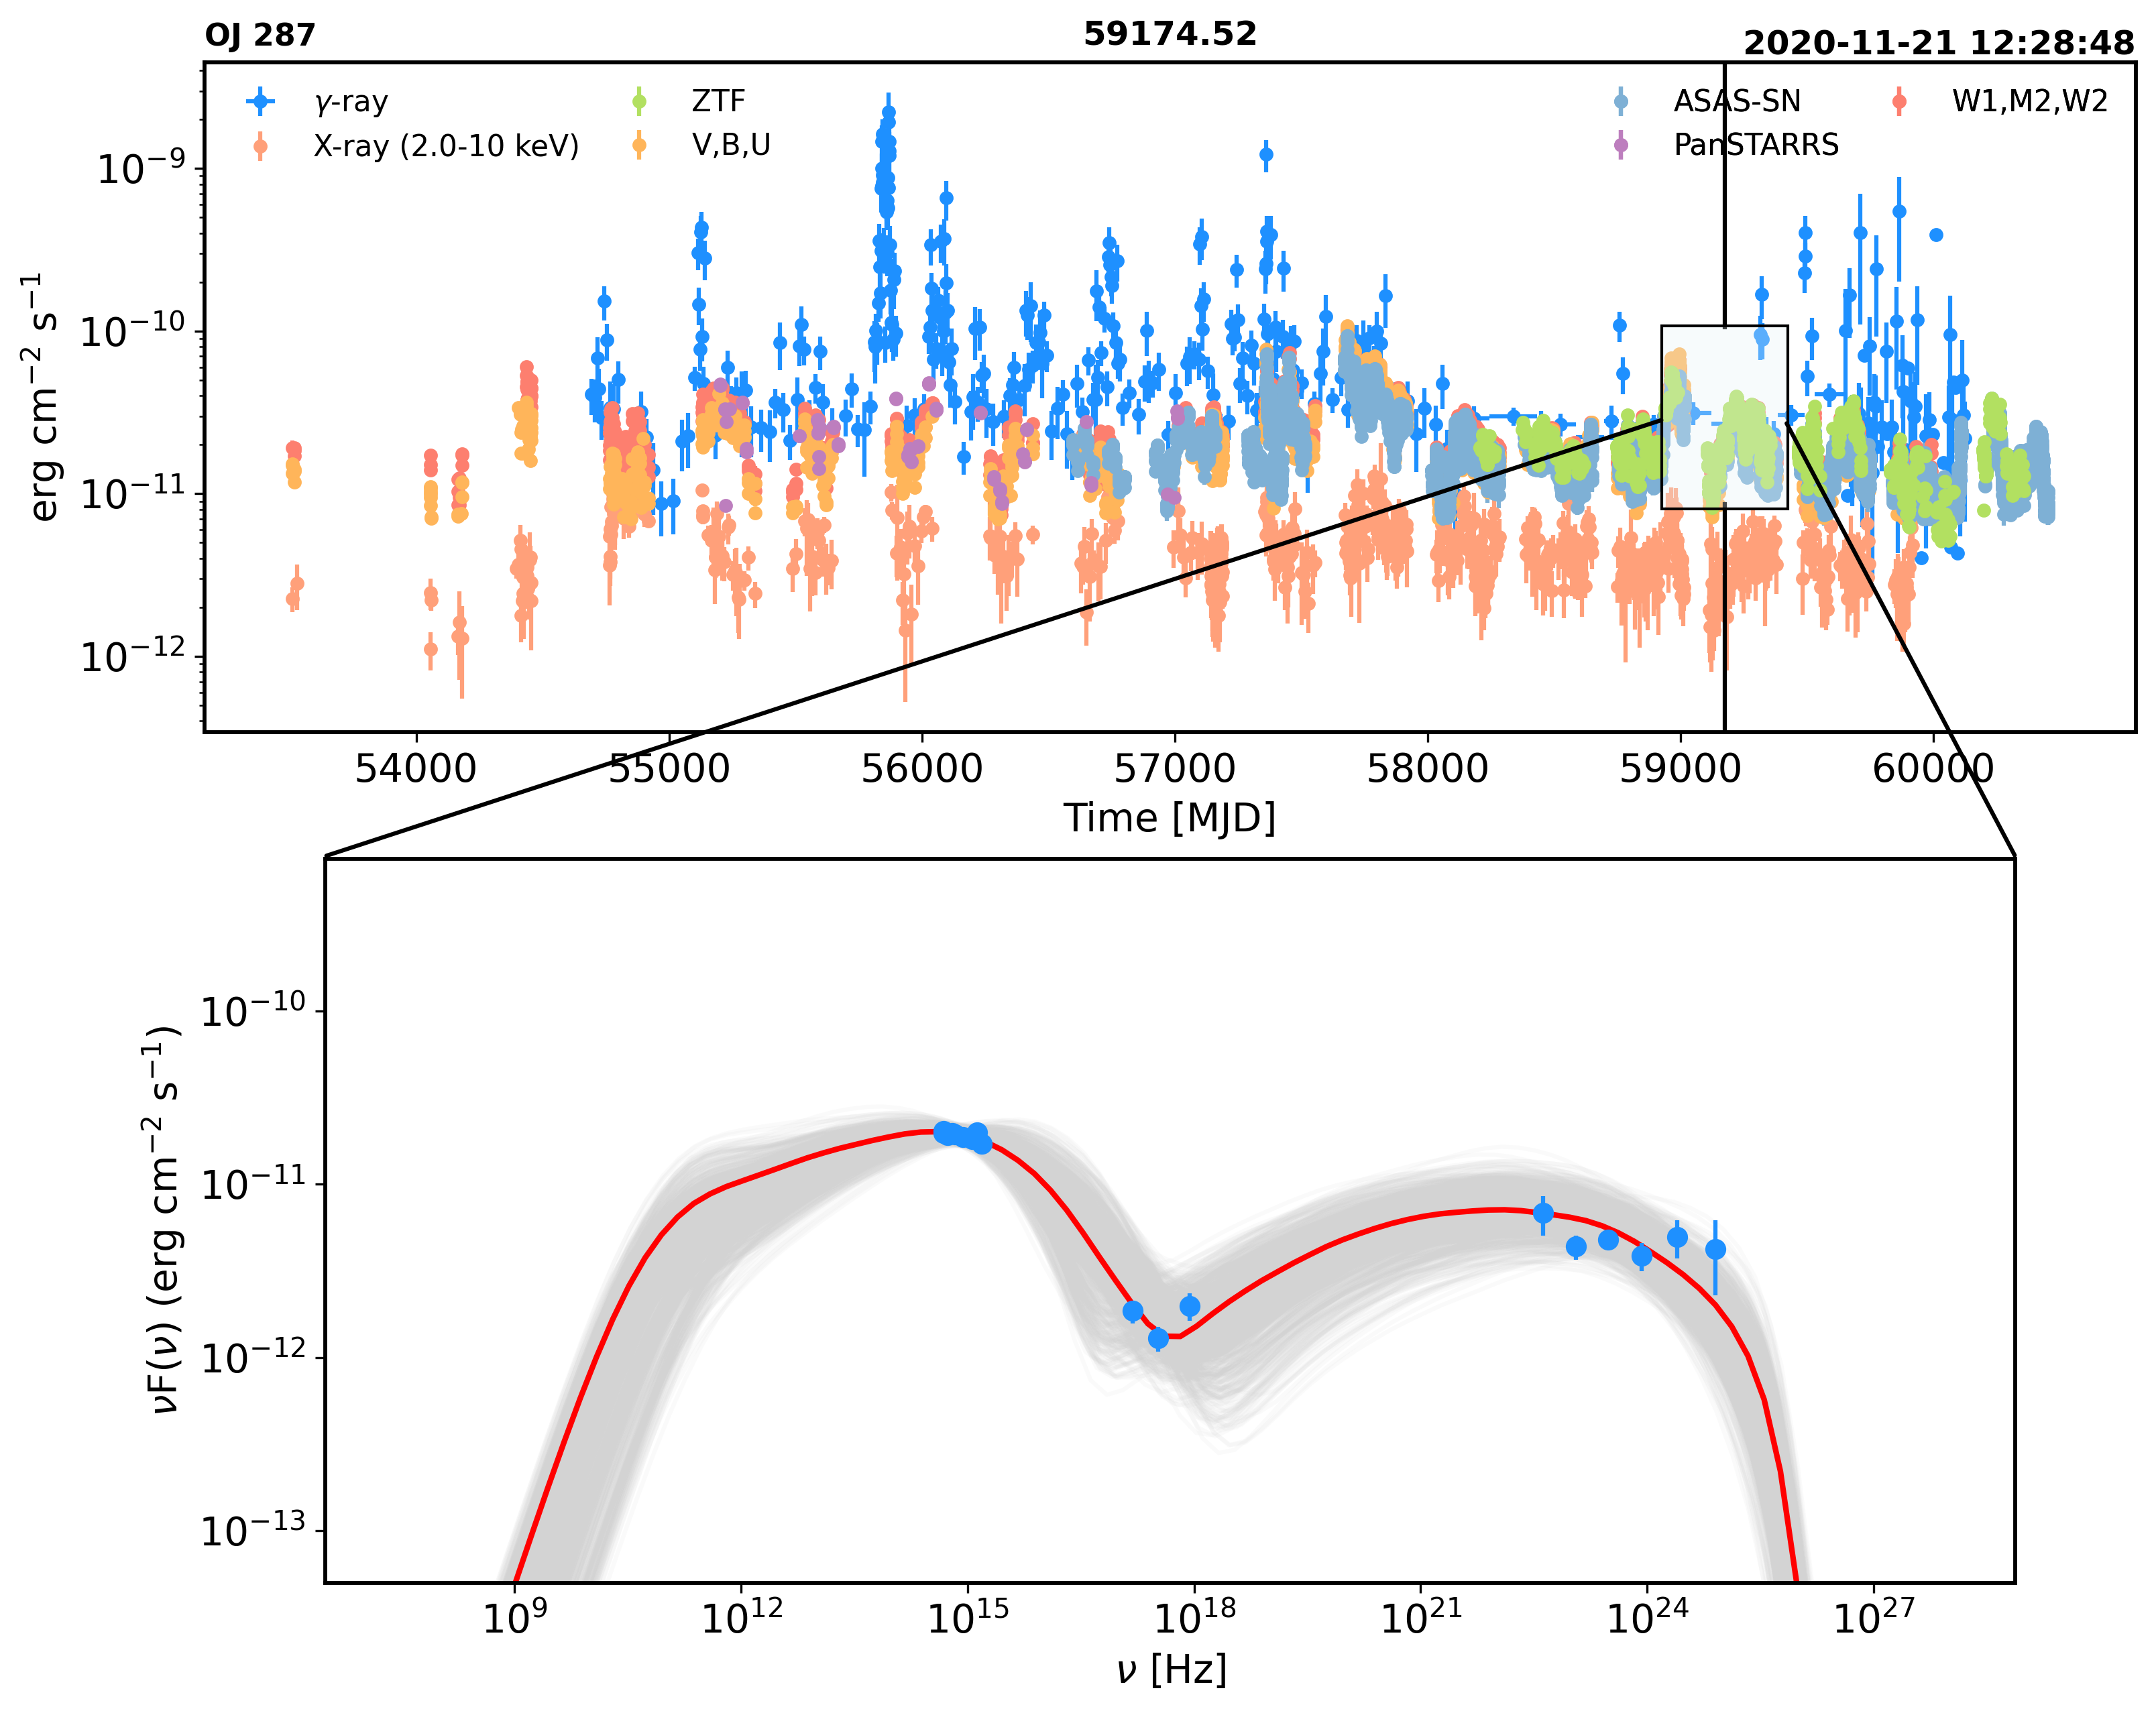 OJ 287 59174.52 2020-11-21 12:28:48
γ-ray ZTF ASAS-SN W1,M2,W2
X-ray (2.0-10 keV) V,B,U PanSTARRS
10⁻⁹
10⁻¹⁰
10⁻¹¹
10⁻¹²
erg cm⁻² s⁻¹
54000 55000 56000 57000 58000 59000 60000
Time [MJD]
10⁻¹⁰
10⁻¹¹
10⁻¹²
10⁻¹³
νF(ν) (erg cm⁻² s⁻¹)
10⁹ 10¹² 10¹⁵ 10¹⁸ 10²¹ 10²⁴ 10²⁷
ν [Hz]